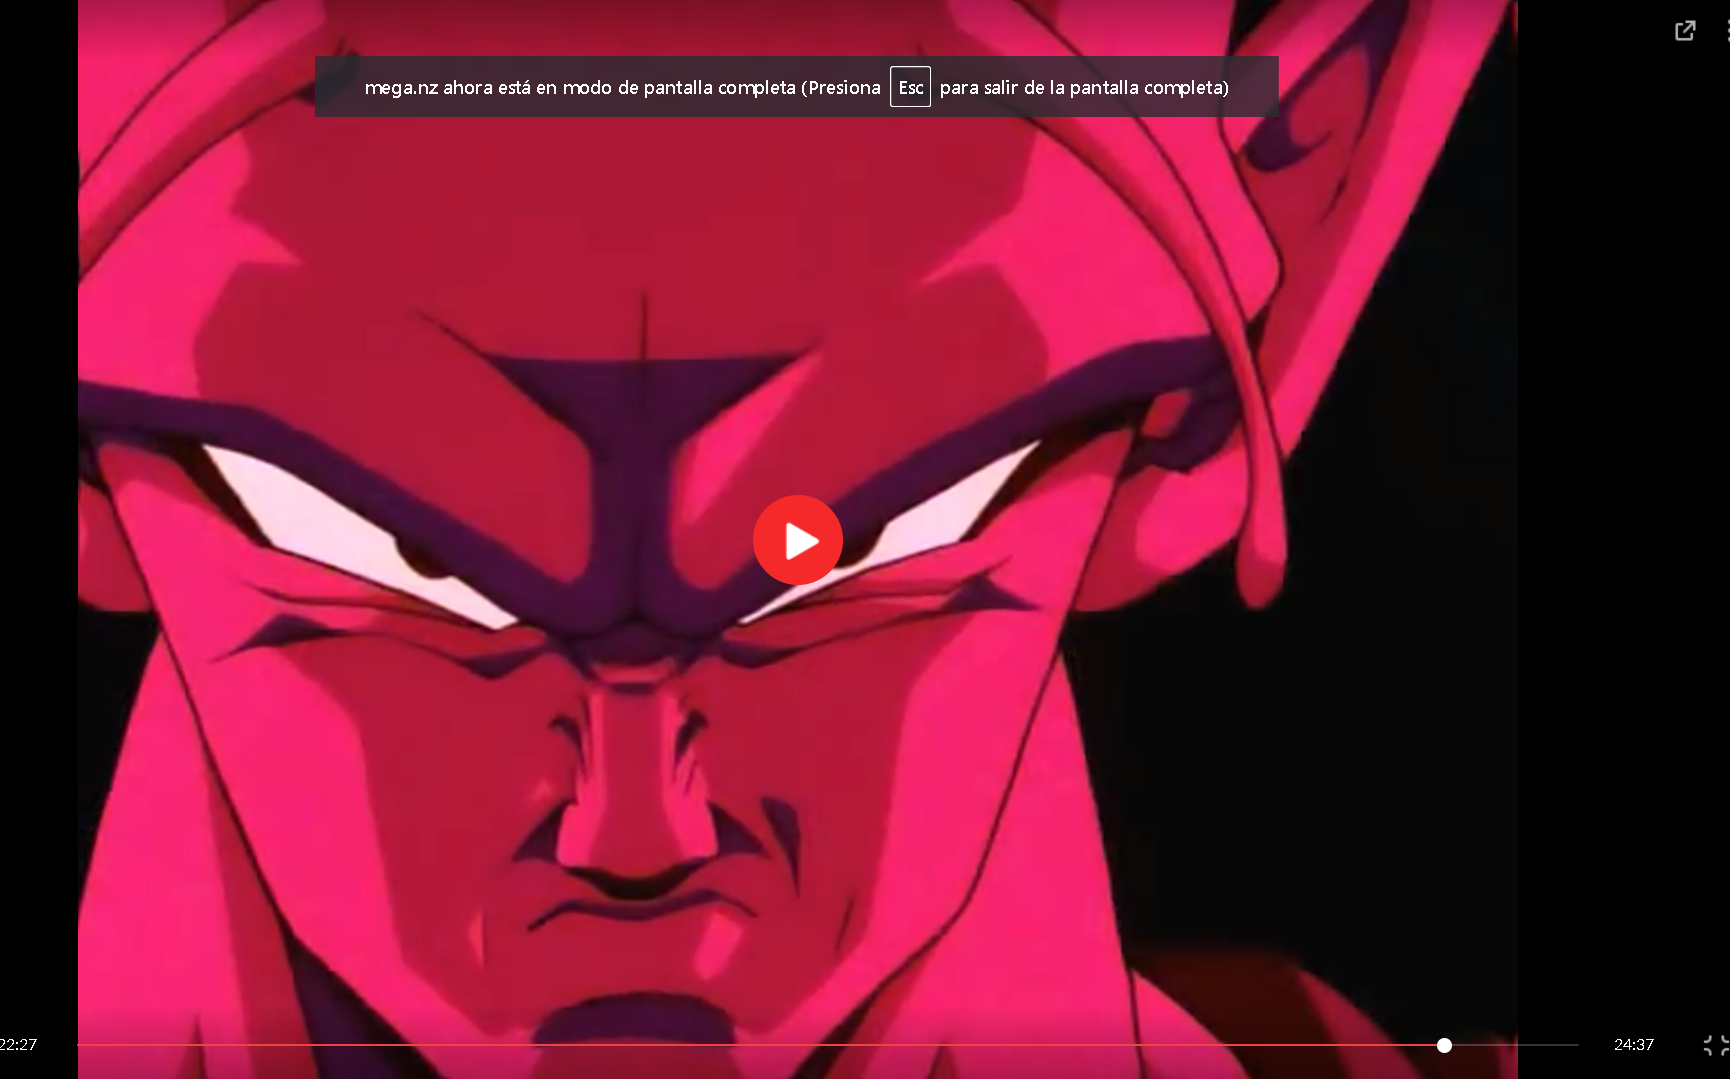 mega.nz ahora está en modo de pantalla completa (Presiona Esc para salir de la pantalla completa)
22:27
24:37